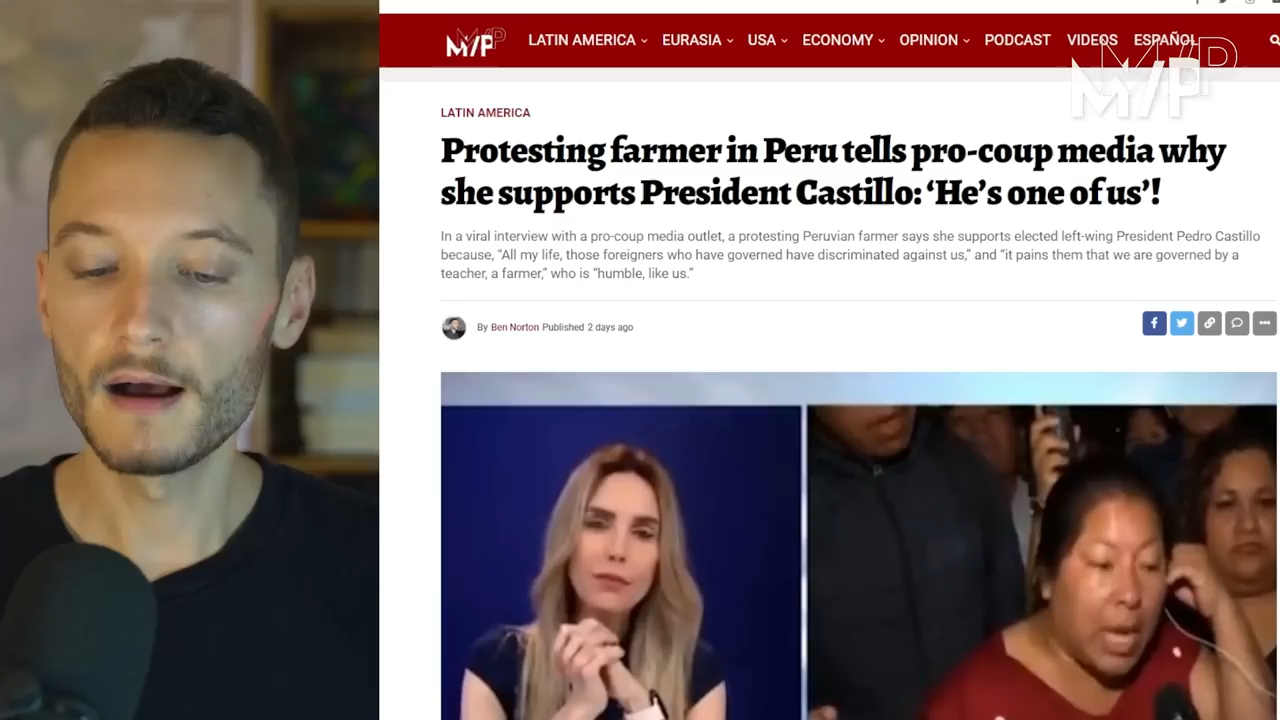 M/P
LATIN AMERICA EURASIA USA ECONOMY OPINION PODCAST VIDEOS ESPAÑOL
M/P
LATIN AMERICA
Protesting farmer in Peru tells pro-coup media why
she supports President Castillo: ‘He’s one of us’!
In a viral interview with a pro-coup media outlet, a protesting Peruvian farmer says she supports elected left-wing President Pedro Castillo
because, “All my life, those foreigners who have governed have discriminated against us,” and “it pains them that we are governed by a
teacher, a farmer,” who is “humble, like us.”
By Ben Norton Published 2 days ago